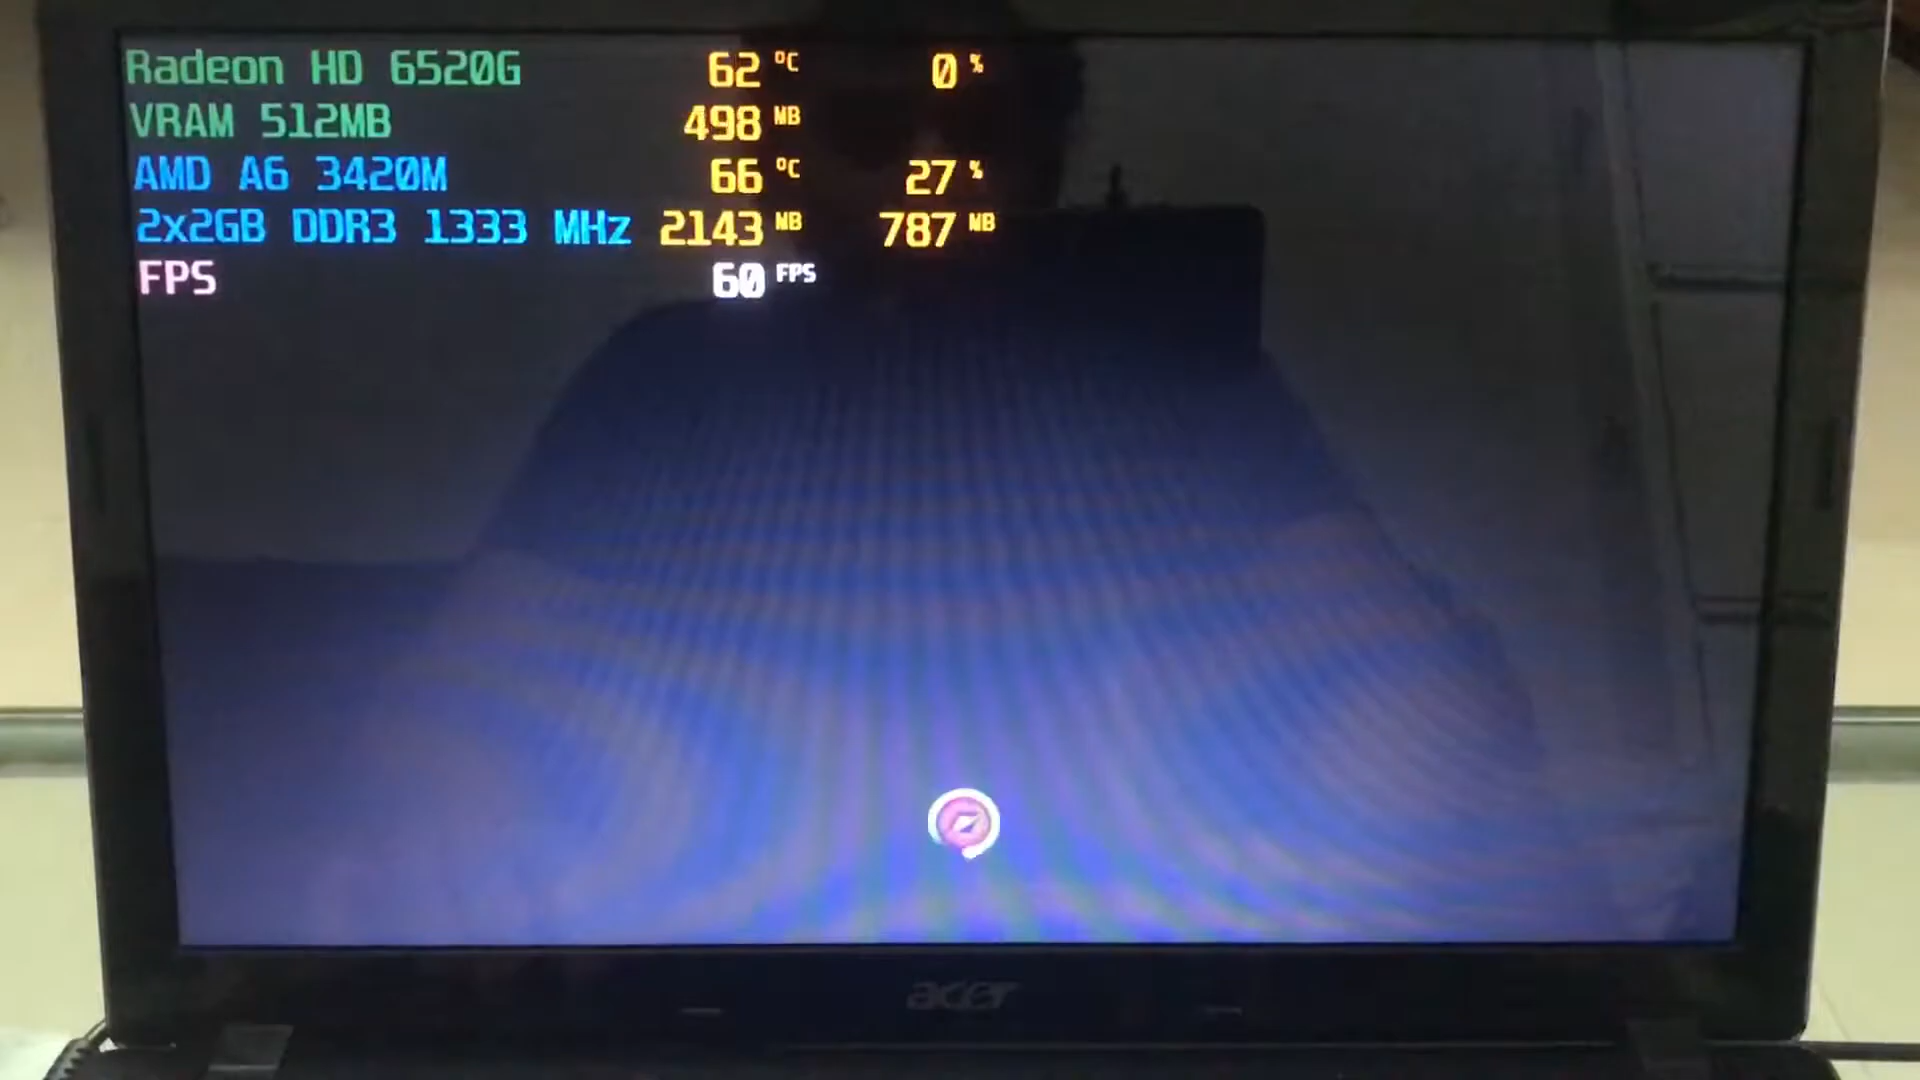 Radeon HD 6520G 62 °C 0 %
VRAM 512MB 498 MB
AMD A6 3420M 66 °C 27 %
2x2GB DDR3 1333 MHz 2143 MB 787 MB
FPS 60 FPS
acer